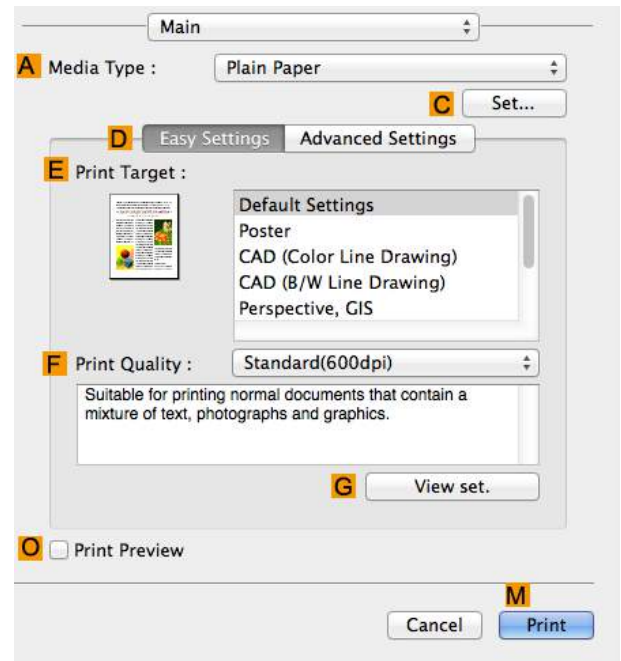 Main
A Media Type : Plain Paper
C Set...
D Easy Settings Advanced Settings
E Print Target :
Default Settings
Poster
CAD (Color Line Drawing)
CAD (B/W Line Drawing)
Perspective, GIS
F Print Quality : Standard(600dpi)
Suitable for printing normal documents that contain a
mixture of text, photographs and graphics.
G View set.
O Print Preview
M
Cancel Print